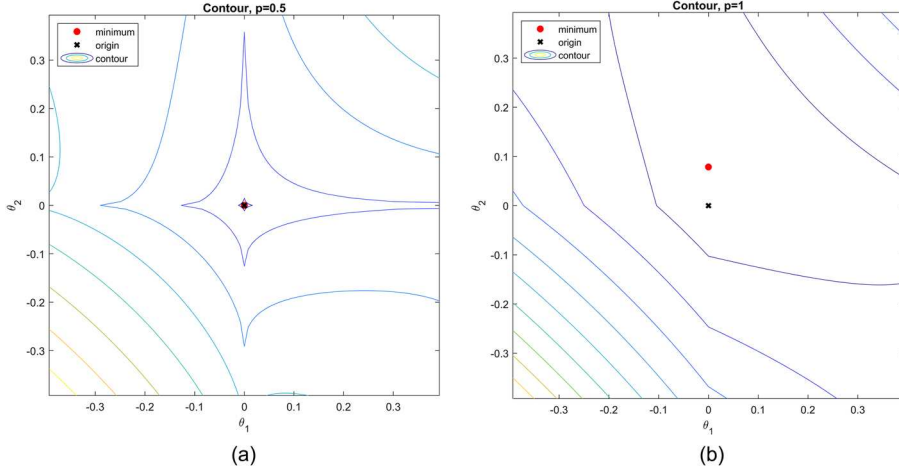 Contour, p=0.5
minimum
origin
contour
0.3
0.2
0.1
0
-0.1
-0.2
-0.3
θ2
-0.3 -0.2 -0.1 0 0.1 0.2 0.3
θ1
(a)
Contour, p=1
minimum
origin
contour
0.3
0.2
0.1
0
-0.1
-0.2
-0.3
θ2
-0.3 -0.2 -0.1 0 0.1 0.2 0.3
θ1
(b)